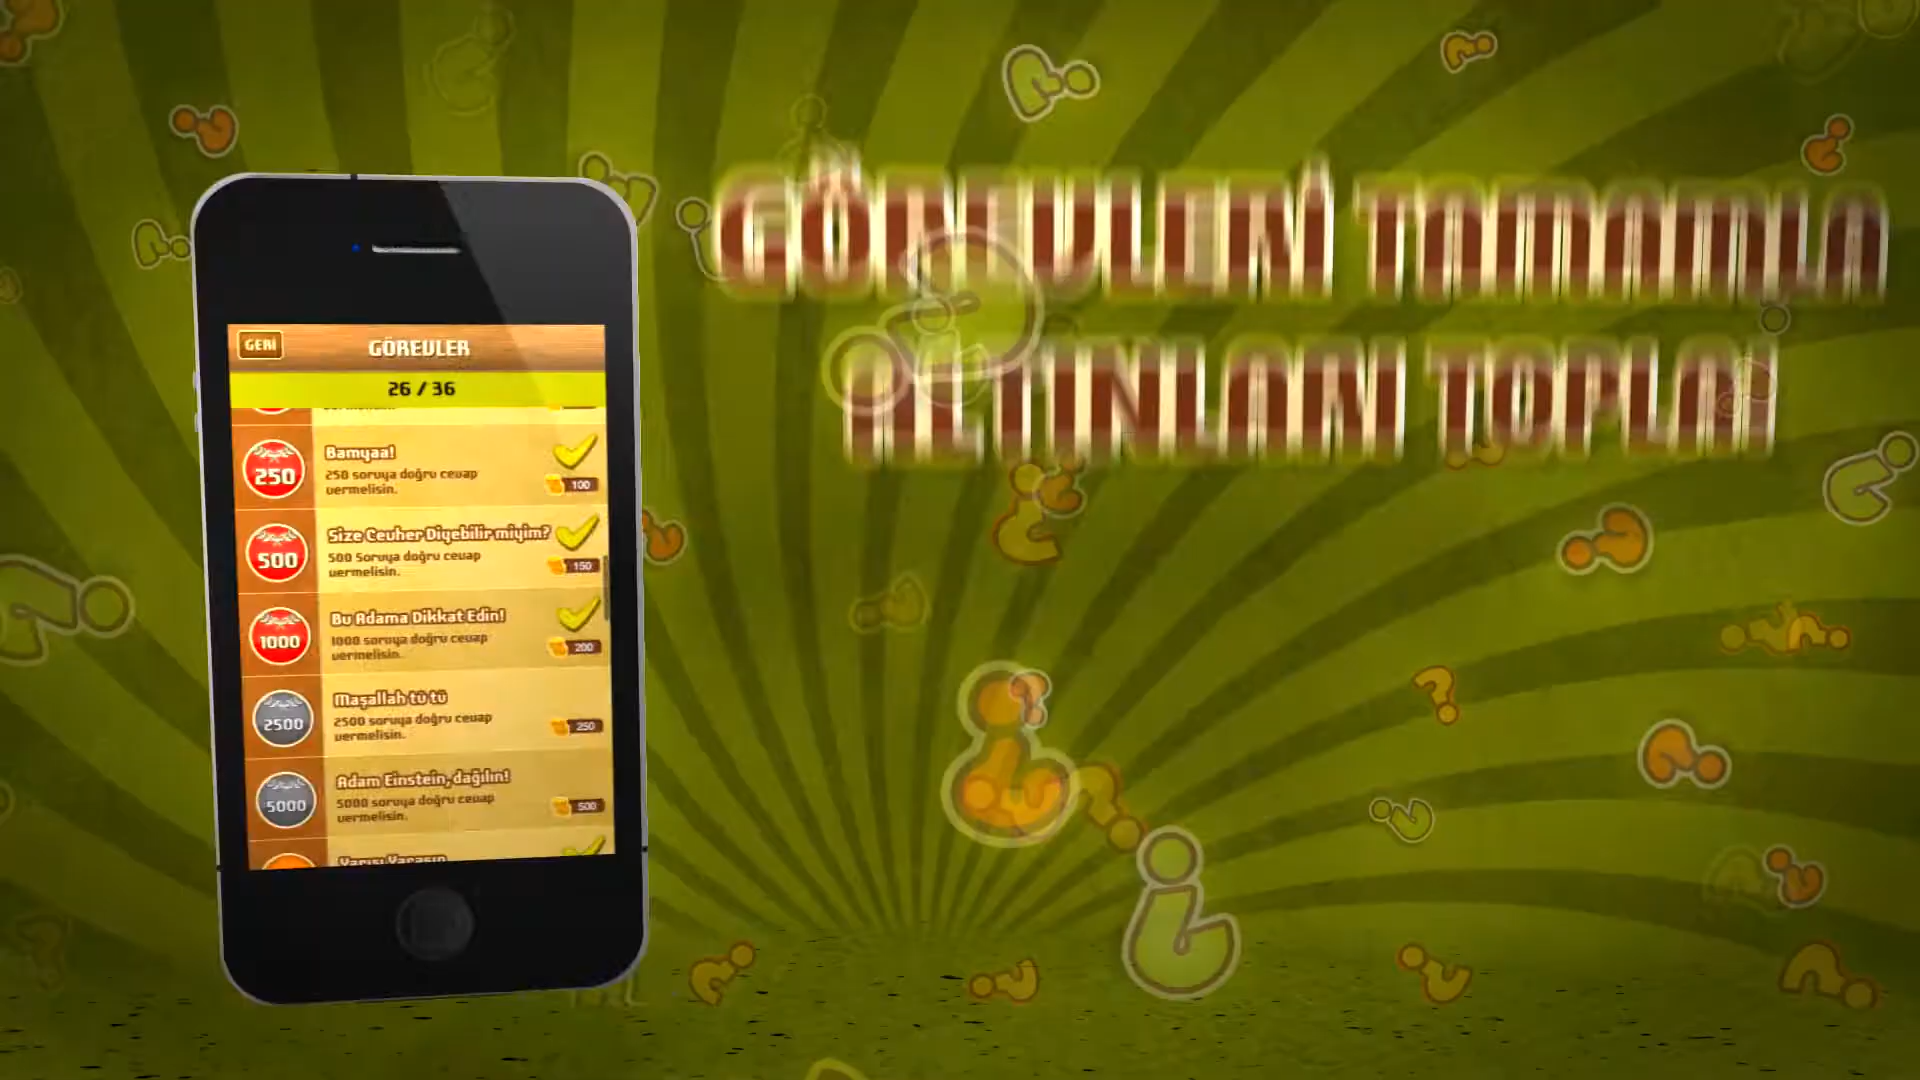 GÖREVLERİ TAMAMLA
ALTINLARI TOPLA!
GERİ
GÖREVLER
26 / 36
250
Bamyaa!
250 soruya doğru cevap
vermelisin.
100
500
Size Cevher Diyebilir miyim?
500 Soruya doğru cevap
vermelisin.
150
1000
Bu Adama Dikkat Edin!
1000 soruya doğru cevap
vermelisin.
200
2500
Maşallah tü tü
2500 soruya doğru cevap
vermelisin.
250
5000
Adam Einstein, dağılın!
5000 soruya doğru cevap
vermelisin.
500